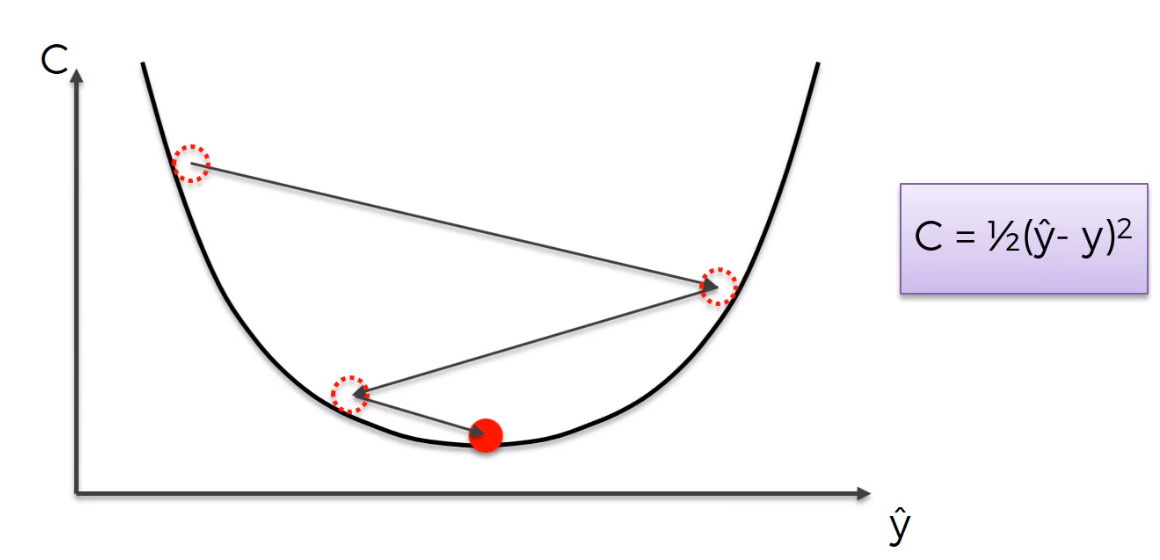 C
C = ½(ŷ- y)²
ŷ